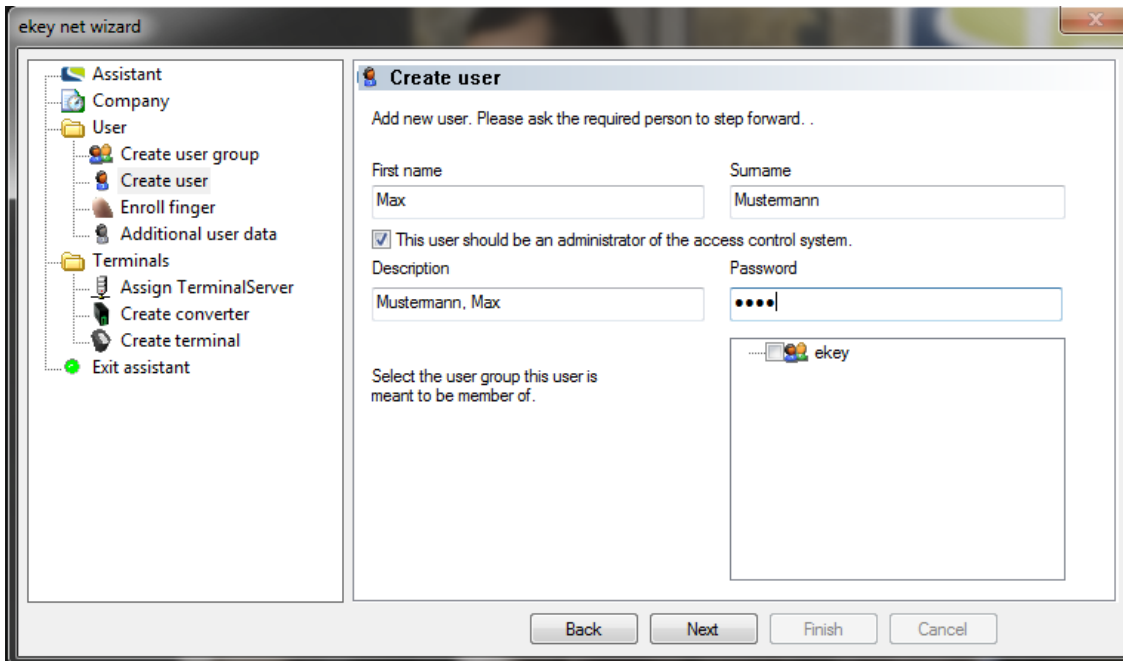 ekey net wizard
Assistant
Company
User
Create user group
Create user
Enroll finger
Additional user data
Terminals
Assign TerminalServer
Create converter
Create terminal
Exit assistant
Create user
Add new user. Please ask the required person to step forward. .
First name
Surname
Max
Mustermann
This user should be an administrator of the access control system.
Description
Password
Mustermann, Max
••••
ekey
Select the user group this user is
meant to be member of.
Back
Next
Finish
Cancel